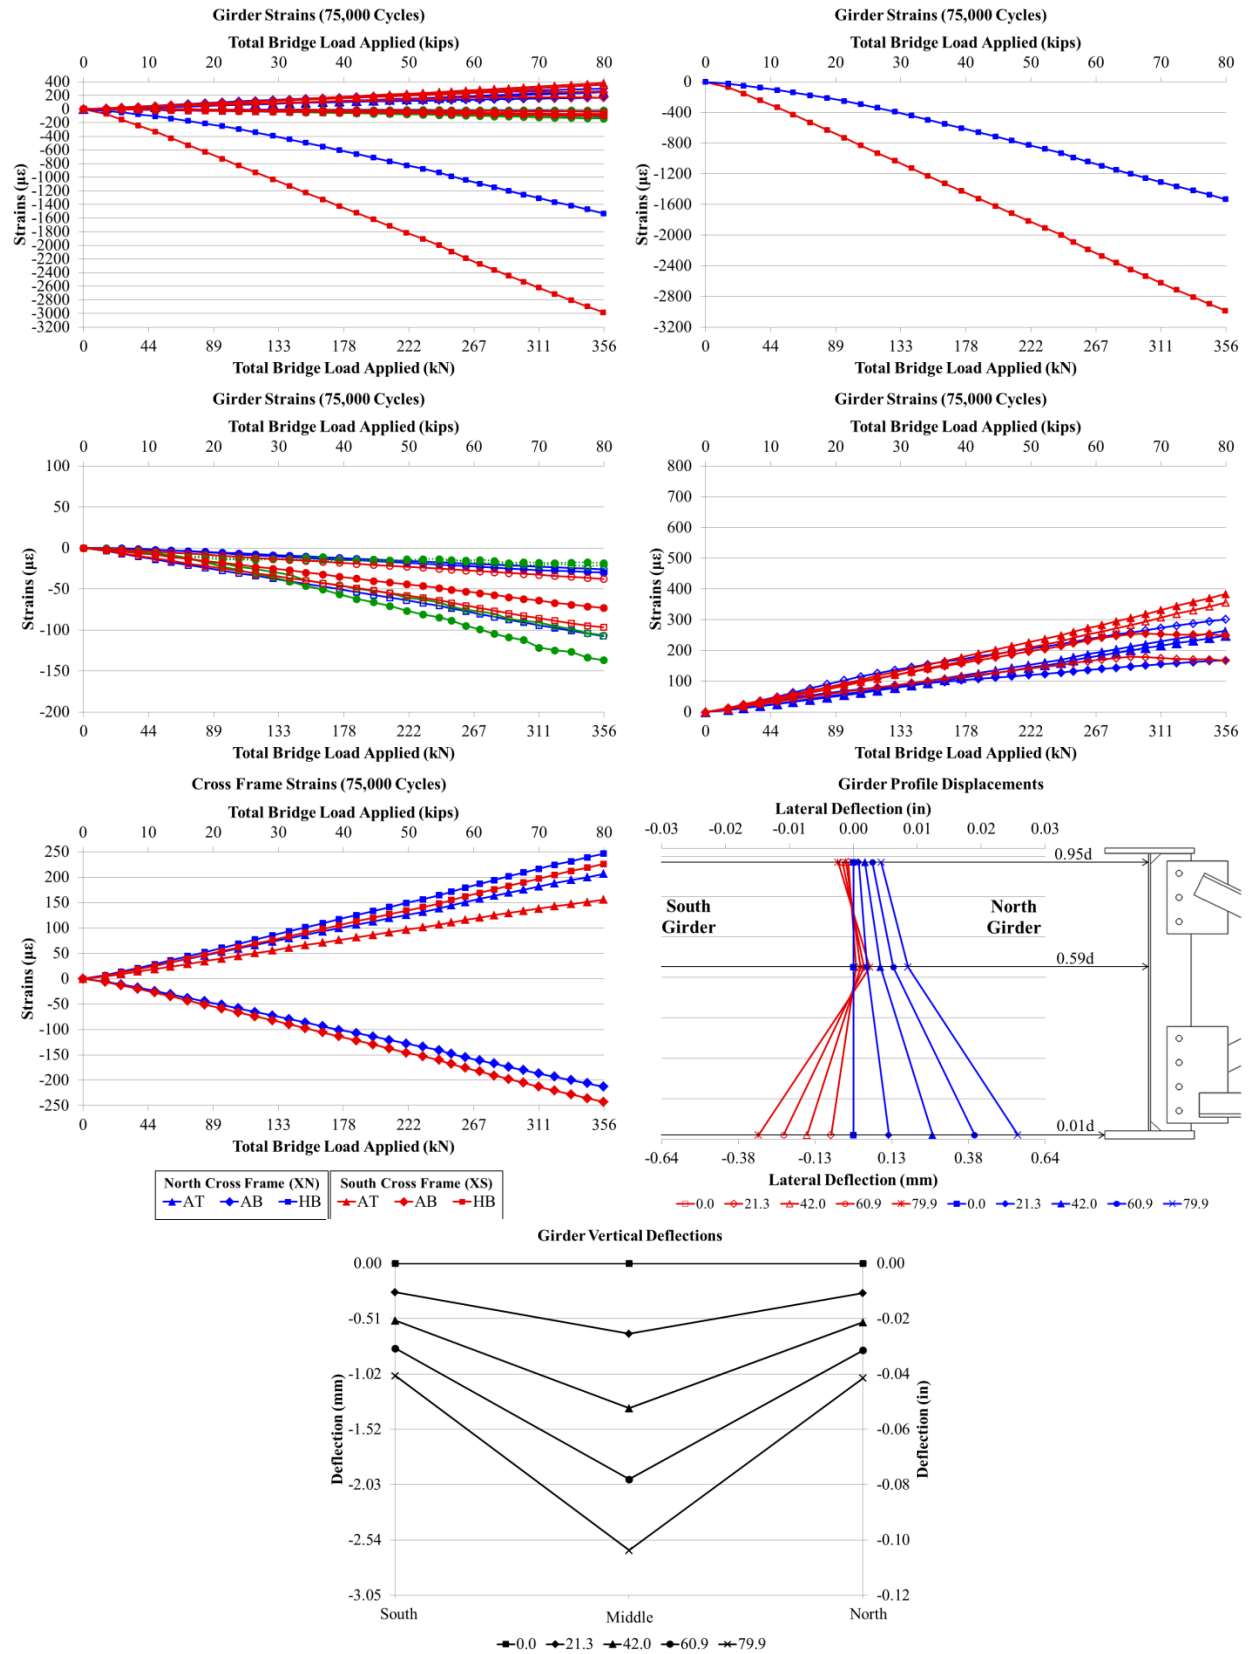 Girder Strains (75,000 Cycles)
Total Bridge Load Applied (kips)
0 10 20 30 40 50 60 70 80
400
200
0
-200
-400
-600
-800
-1000
-1200
-1400
-1600
-1800
-2000
-2200
-2400
-2600
-2800
-3000
-3200
Strains (με)
0 44 89 133 178 222 267 311 356
Total Bridge Load Applied (kN)
Girder Strains (75,000 Cycles)
Total Bridge Load Applied (kips)
0 10 20 30 40 50 60 70 80
0
-400
-800
-1200
-1600
-2000
-2400
-2800
-3200
Strains (με)
0 44 89 133 178 222 267 311 356
Total Bridge Load Applied (kN)
Girder Strains (75,000 Cycles)
Total Bridge Load Applied (kips)
0 10 20 30 40 50 60 70 80
100
50
0
-50
-100
-150
-200
Strains (με)
0 44 89 133 178 222 267 311 356
Total Bridge Load Applied (kN)
Girder Strains (75,000 Cycles)
Total Bridge Load Applied (kips)
0 10 20 30 40 50 60 70 80
800
700
600
500
400
300
200
100
0
Strains (με)
0 44 89 133 178 222 267 311 356
Total Bridge Load Applied (kN)
Cross Frame Strains (75,000 Cycles)
Total Bridge Load Applied (kips)
0 10 20 30 40 50 60 70 80
250
200
150
100
50
0
-50
-100
-150
-200
-250
Strains (με)
0 44 89 133 178 222 267 311 356
Total Bridge Load Applied (kN)
North Cross Frame (XN) South Cross Frame (XS)
AT AB HB AT AB HB
Girder Profile Displacements
Lateral Deflection (in)
-0.03 -0.02 -0.01 0.00 0.01 0.02 0.03
0.95d
South
Girder
North
Girder
0.59d
0.01d
-0.64 -0.38 -0.13 0.13 0.38 0.64
Lateral Deflection (mm)
0.0 21.3 42.0 60.9 79.9 0.0 21.3 42.0 60.9 79.9
Girder Vertical Deflections
0.00
-0.51
-1.02
-1.52
-2.03
-2.54
-3.05
Deflection (mm)
0.00
-0.02
-0.04
-0.06
-0.08
-0.10
-0.12
Deflection (in)
South Middle North
0.0 21.3 42.0 60.9 79.9